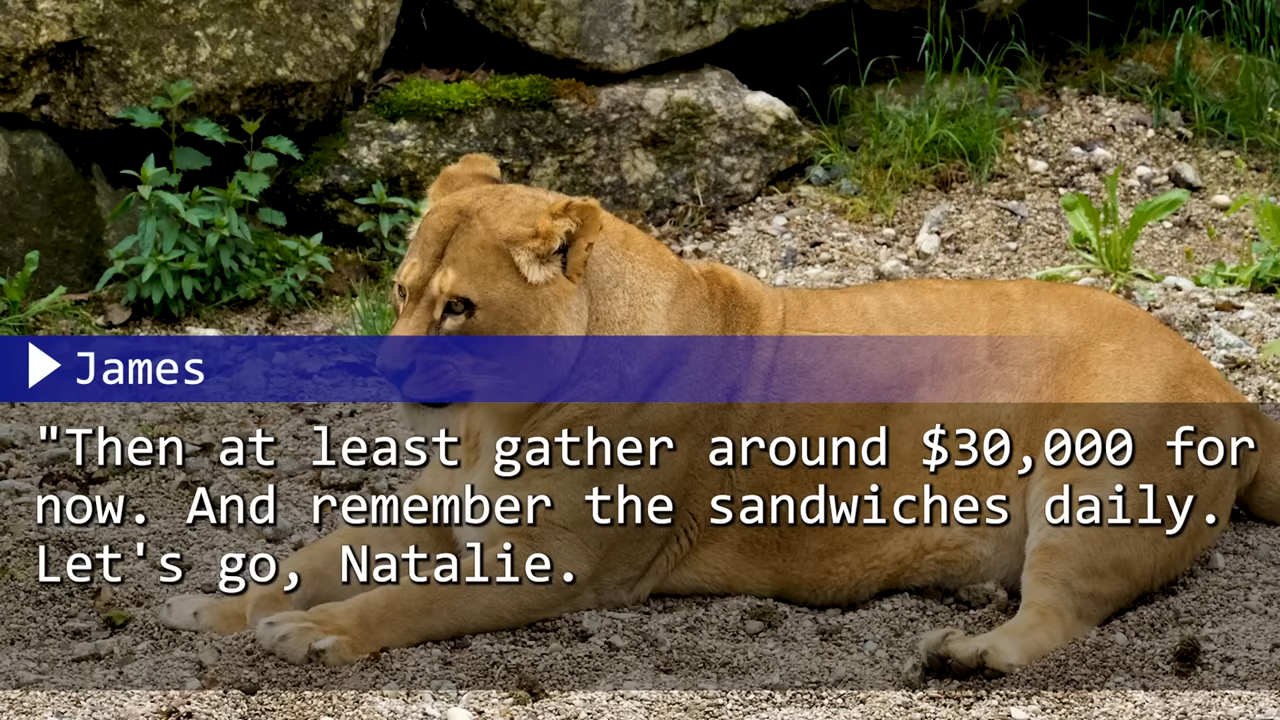 James
"Then at least gather around $30,000 for
now. And remember the sandwiches daily.
Let's go, Natalie.